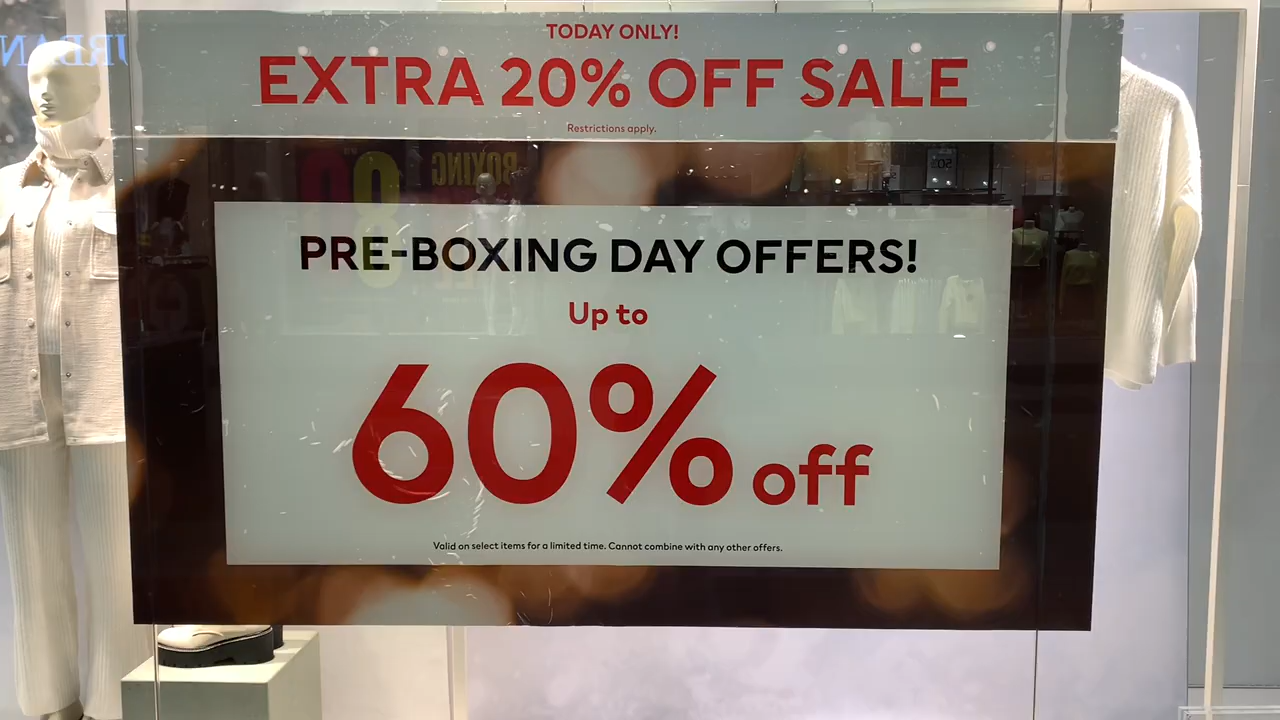 TODAY ONLY!
EXTRA 20% OFF SALE
Restrictions apply.
BOXING
PRE-BOXING DAY OFFERS!
Up to
60% off
Valid on select items for a limited time. Cannot combine with any other offers.